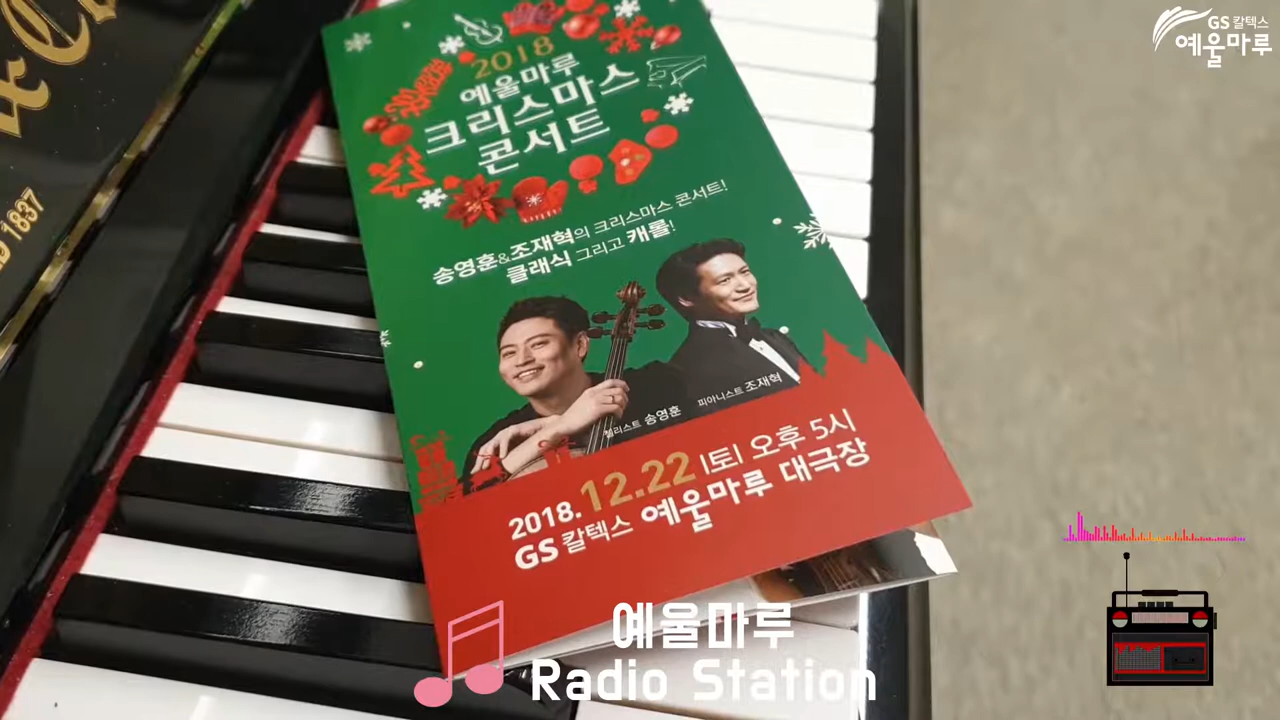 GS 칼텍스
예울마루
1837
2018
예울마루
크리스마스
콘서트
송영훈&조재혁의 크리스마스 콘서트!
클래식 그리고 캐롤!
첼리스트 송영훈
피아니스트 조재혁
2018. 12.22 |토| 오후 5시
GS 칼텍스 예울마루 대극장
예울마루
Radio Station